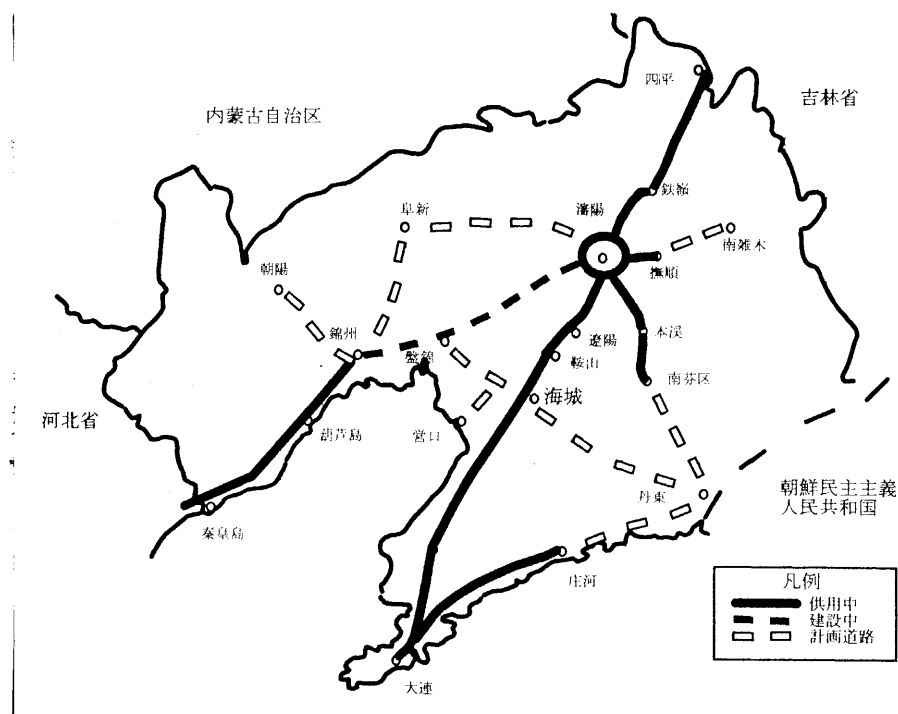 四平
吉林省
内蒙古自治区
鉄嶺
阜新
瀋陽
南雑木
撫順
朝陽
錦州
盤錦
遼陽
本渓
鞍山
南芬区
海城
河北省
葫芦島
営口
丹東
朝鮮民主主義
人民共和国
秦皇島
庄河
大連
凡例
供用中
建設中
計画道路